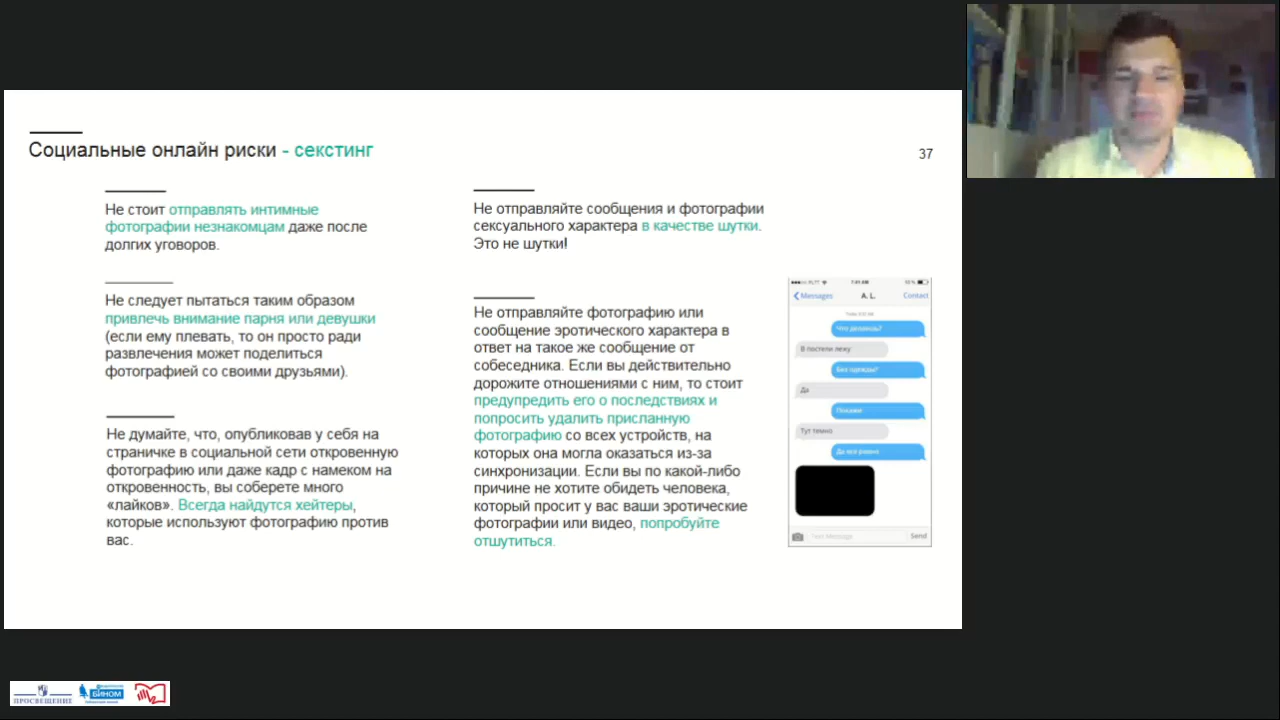 Социальные онлайн риски - секстинг
37
Не стоит отправлять интимные
фотографии незнакомцам даже после
долгих уговоров.
Не следует пытаться таким образом
привлечь внимание парня или девушки
(если ему плевать, то он просто ради
развлечения может поделиться
фотографией со своими друзьями).
Не думайте, что, опубликовав у себя на
страничке в социальной сети откровенную
фотографию или даже кадр с намеком на
откровенность, вы соберете много
«лайков». Всегда найдутся хейтеры,
которые используют фотографию против
вас.
Не отправляйте сообщения и фотографии
сексуального характера в качестве шутки.
Это не шутки!
Не отправляйте фотографию или
сообщение эротического характера в
ответ на такое же сообщение от
собеседника. Если вы действительно
дорожите отношениями с ним, то стоит
предупредить его о последствиях и
попросить удалить присланную
фотографию со всех устройств, на
которых она могла оказаться из-за
синхронизации. Если вы по какой-либо
причине не хотите обидеть человека,
который просит у вас ваши эротические
фотографии или видео, попробуйте
отшутиться.
Messages
A. L.
Contact
Что делаешь?
В постели лежу
Без одежды?
Да
Покажи
Тут темно
Да все равно
Text Message
Send
ПРОСВЕЩЕНИЕ
БИНОМ